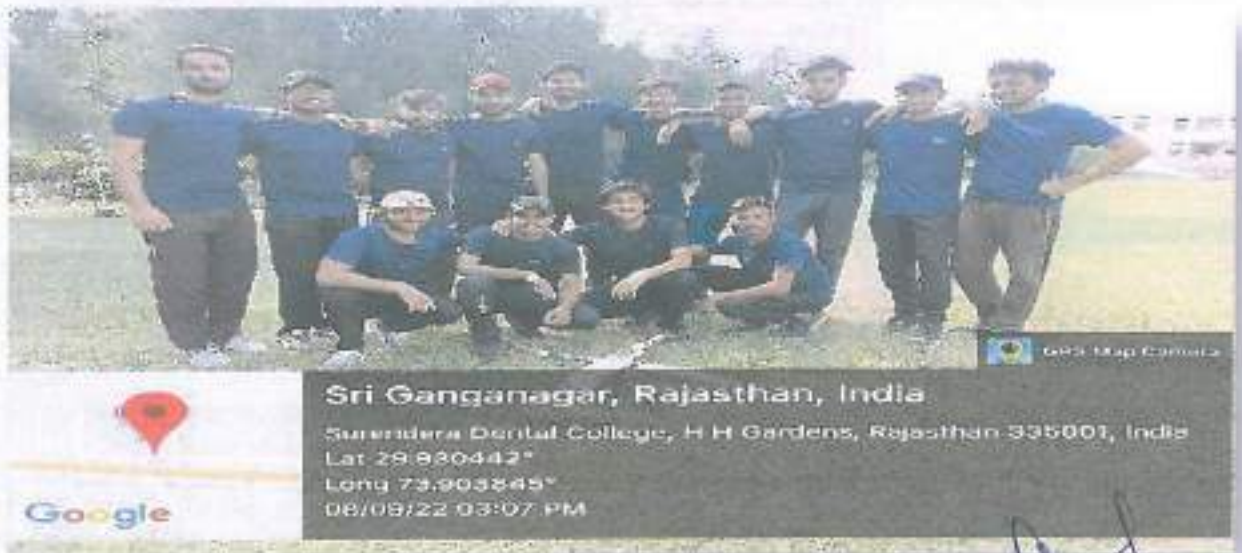 GPS Map Camera
Sri Ganganagar, Rajasthan, India
Surendera Dental College, H H Gardens, Rajasthan 335001, India
Lat 29.930442°
Long 73.903845°
08/09/22 03:07 PM
Google